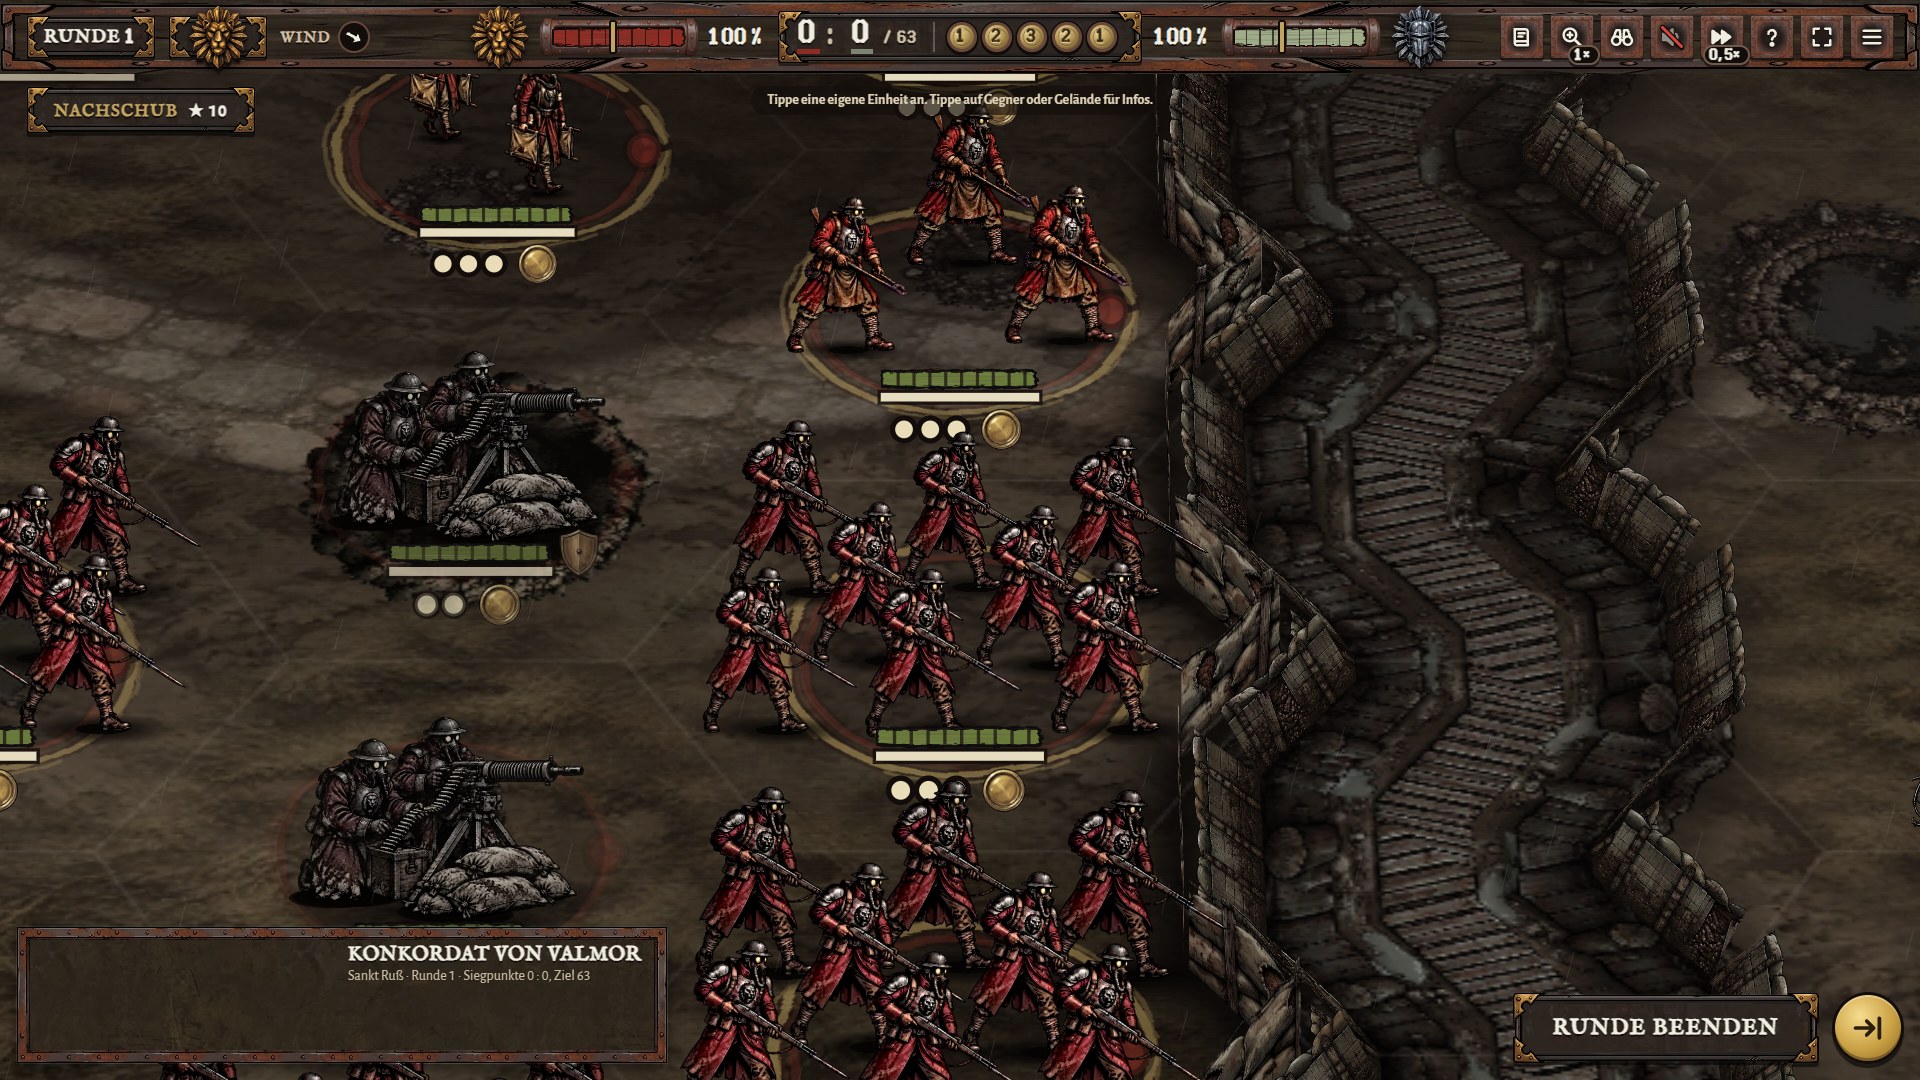 RUNDE 1
WIND
100 %
0 : 0 / 63
1 2 3 2 1
100 %
1×
0,5×
?
NACHSCHUB ★ 10
Tippe eine eigene Einheit an. Tippe auf Gegner oder Gelände für Infos.
KONKORDAT VON VALMOR
Sankt Ruß · Runde 1 · Siegpunkte 0 : 0, Ziel 63
RUNDE BEENDEN